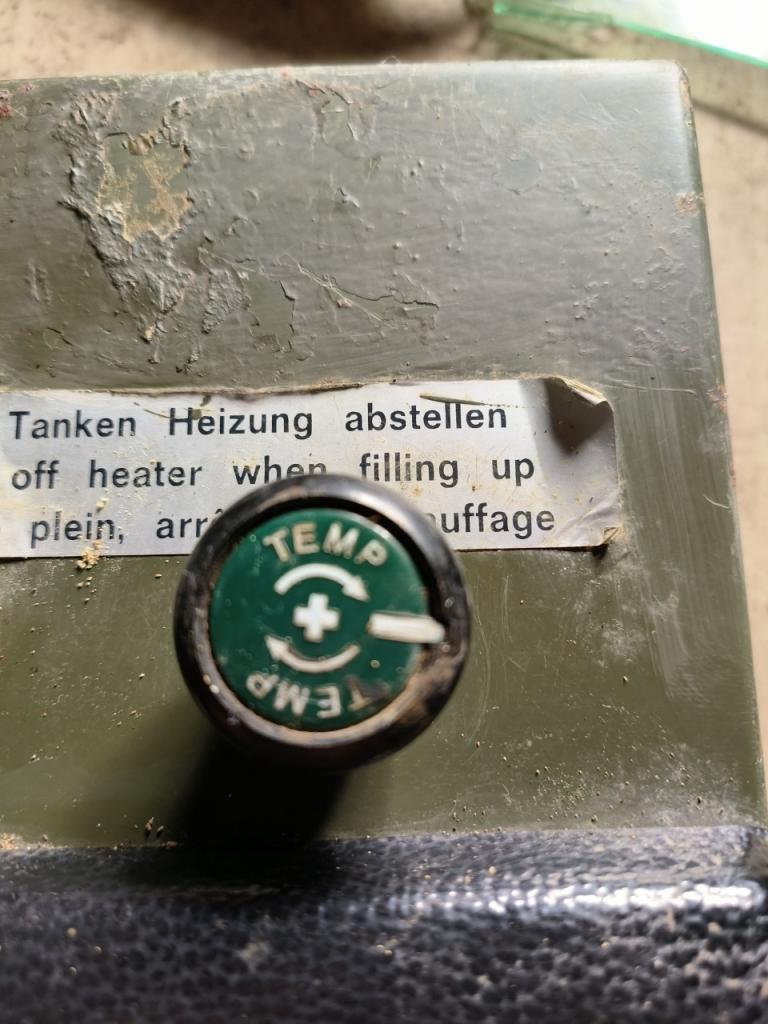 Tanken Heizung abstellen
off heater when filling up
plein,
TEMP
+
TEMP